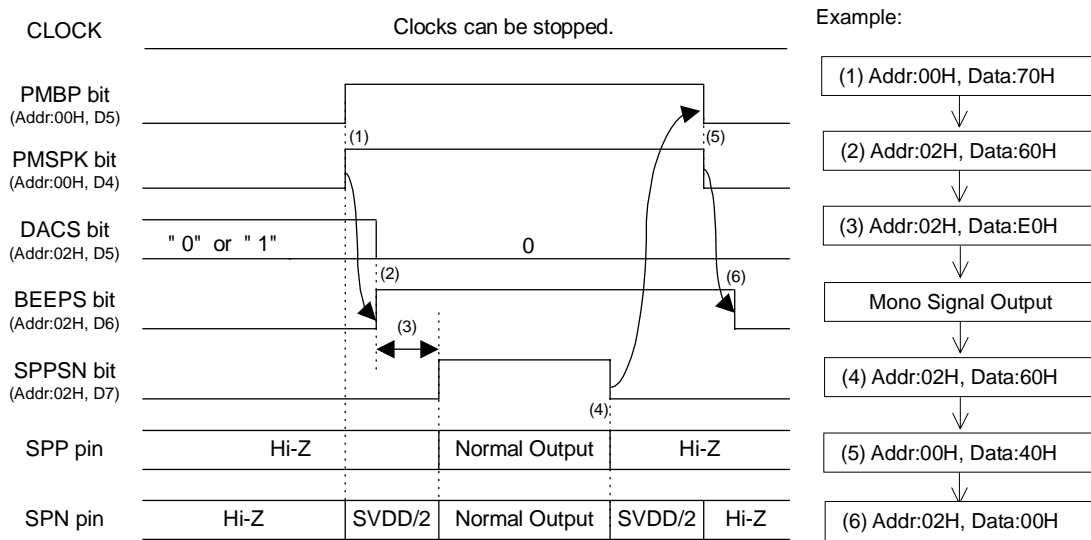 CLOCK
Clocks can be stopped.
PMBP bit
(Addr:00H, D5)
(1)
(5)
PMSPK bit
(Addr:00H, D4)
DACS bit
(Addr:02H, D5)
" 0" or " 1"
0
(2)
(6)
BEEPS bit
(Addr:02H, D6)
(3)
SPPSN bit
(Addr:02H, D7)
(4)
SPP pin
Hi-Z
Normal Output
Hi-Z
SPN pin
Hi-Z
SVDD/2
Normal Output
SVDD/2
Hi-Z
Example:
(1) Addr:00H, Data:70H
(2) Addr:02H, Data:60H
(3) Addr:02H, Data:E0H
Mono Signal Output
(4) Addr:02H, Data:60H
(5) Addr:00H, Data:40H
(6) Addr:02H, Data:00H